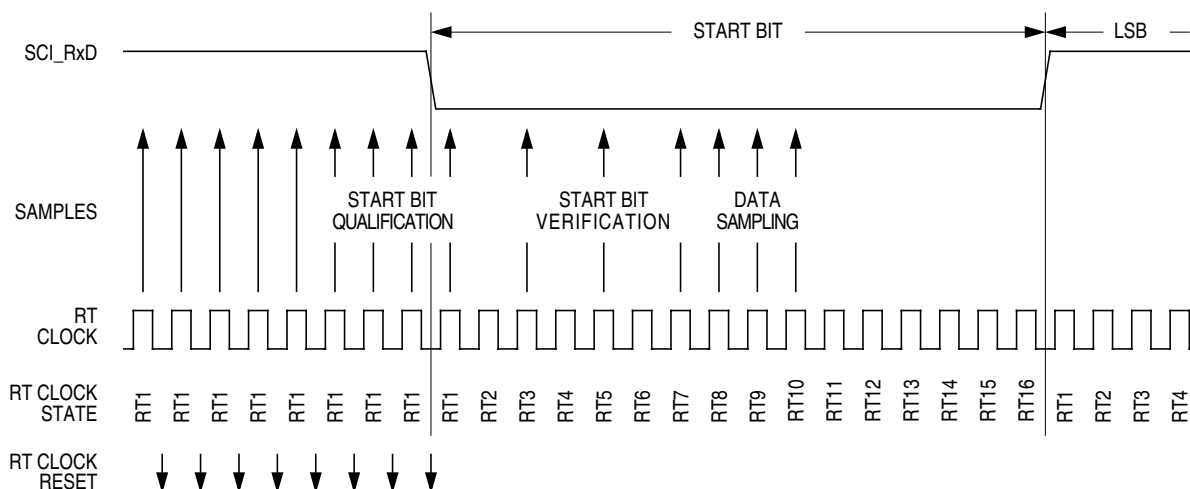 START BIT
LSB
SCI_RxD
SAMPLES
START BIT
QUALIFICATION
START BIT
VERIFICATION
DATA
SAMPLING
RT
CLOCK
RT CLOCK
STATE
RT1 RT1 RT1 RT1 RT1 RT1 RT1 RT1 RT1 RT2 RT3 RT4 RT5 RT6 RT7 RT8 RT9 RT10 RT11 RT12 RT13 RT14 RT15 RT16 RT1 RT2 RT3 RT4
RT CLOCK
RESET